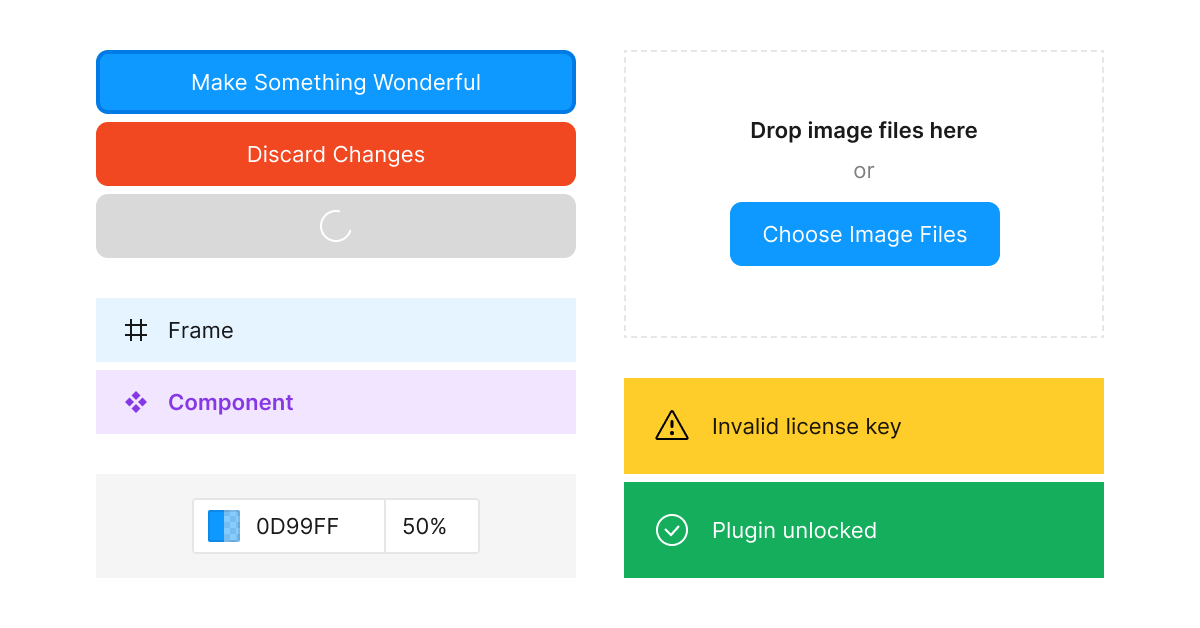 Make Something Wonderful
Discard Changes
Frame
Component
0D99FF 50%
Drop image files here
or
Choose Image Files
Invalid license key
Plugin unlocked